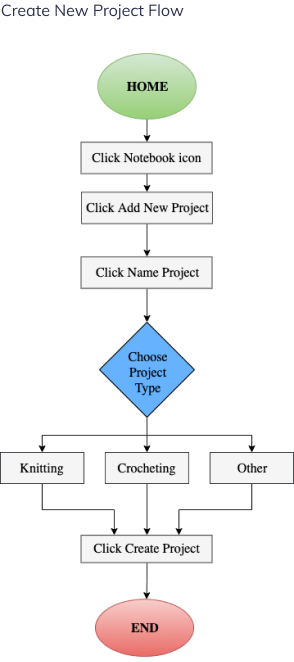 Create New Project Flow
HOME
Click Notebook icon
Click Add New Project
Click Name Project
Choose
Project
Type
Knitting
Crocheting
Other
Click Create Project
END